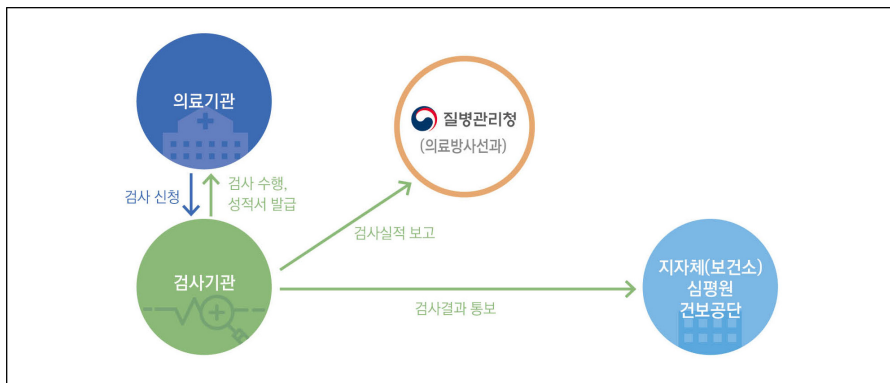 의료기관
질병관리청
(의료방사선과)
검사 신청
검사 수행,
성적서 발급
검사실적 보고
검사기관
검사결과 통보
지자체(보건소)
심평원
건보공단